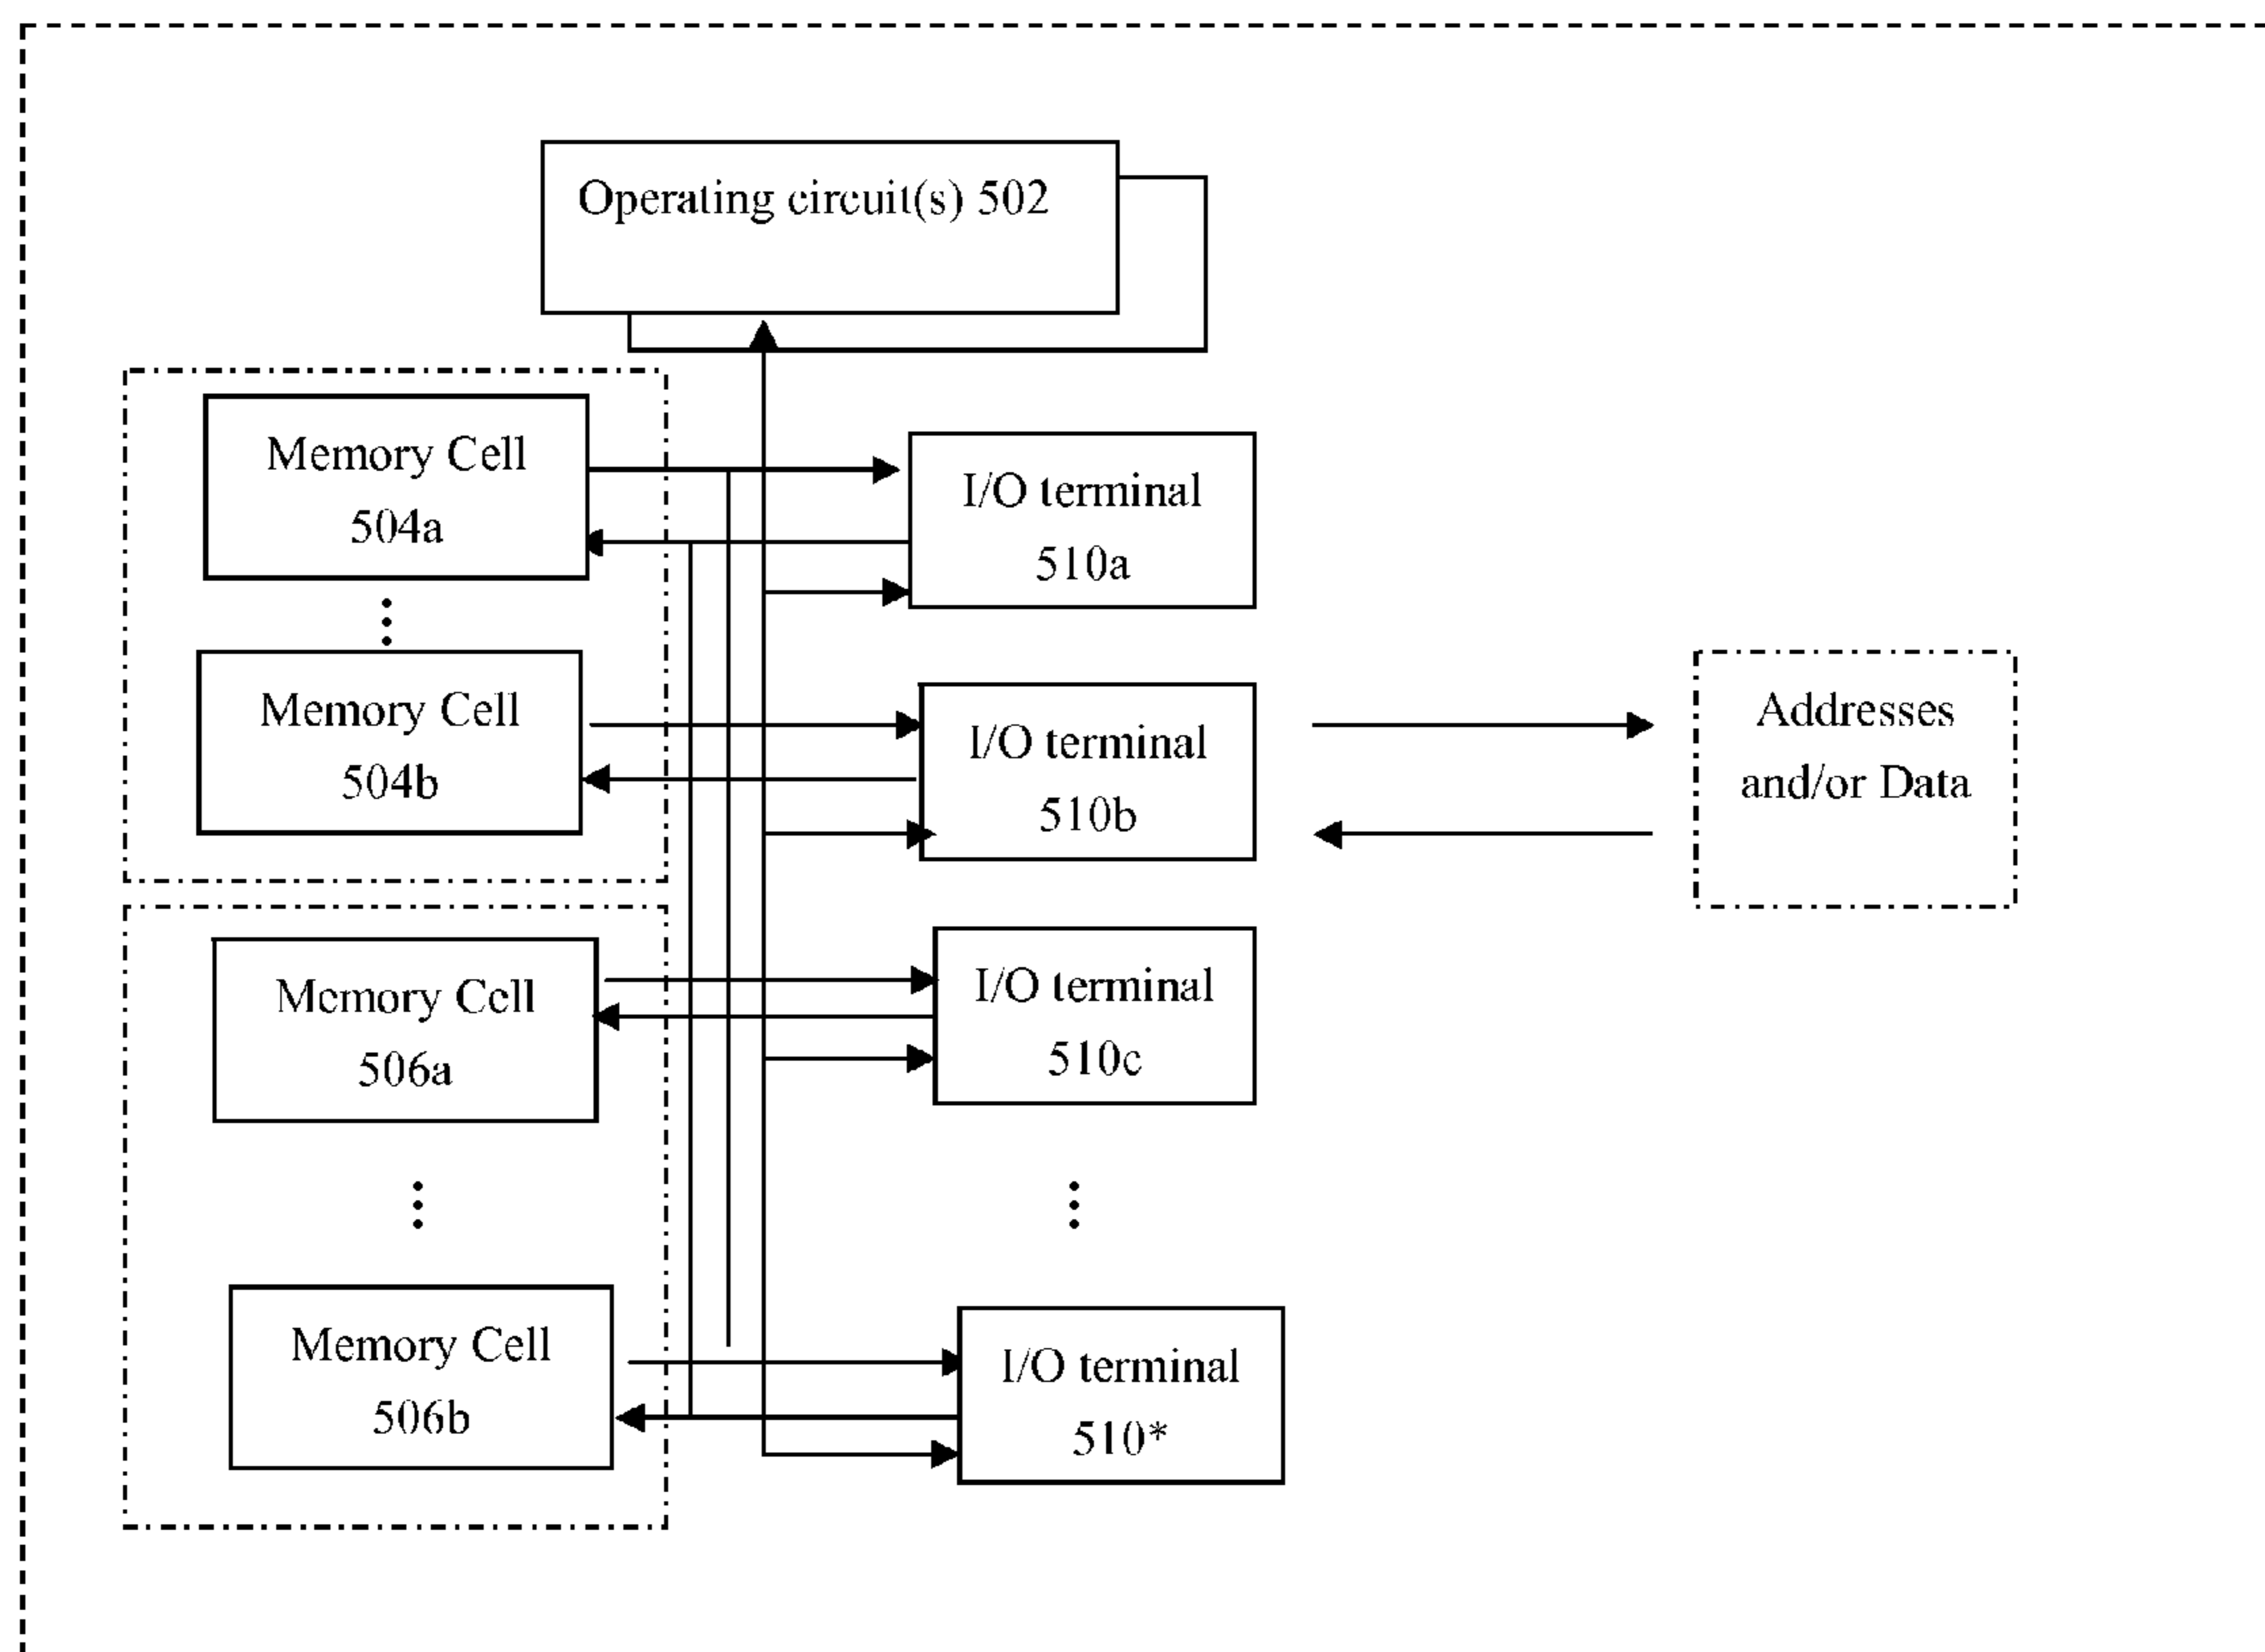 Operating circuit(s) 502
Memory Cell
504a
I/O terminal
510a
Memory Cell
504b
I/O terminal
510b
Addresses
and/or Data
Memory Cell
506a
I/O terminal
510c
Memory Cell
506b
I/O terminal
510*